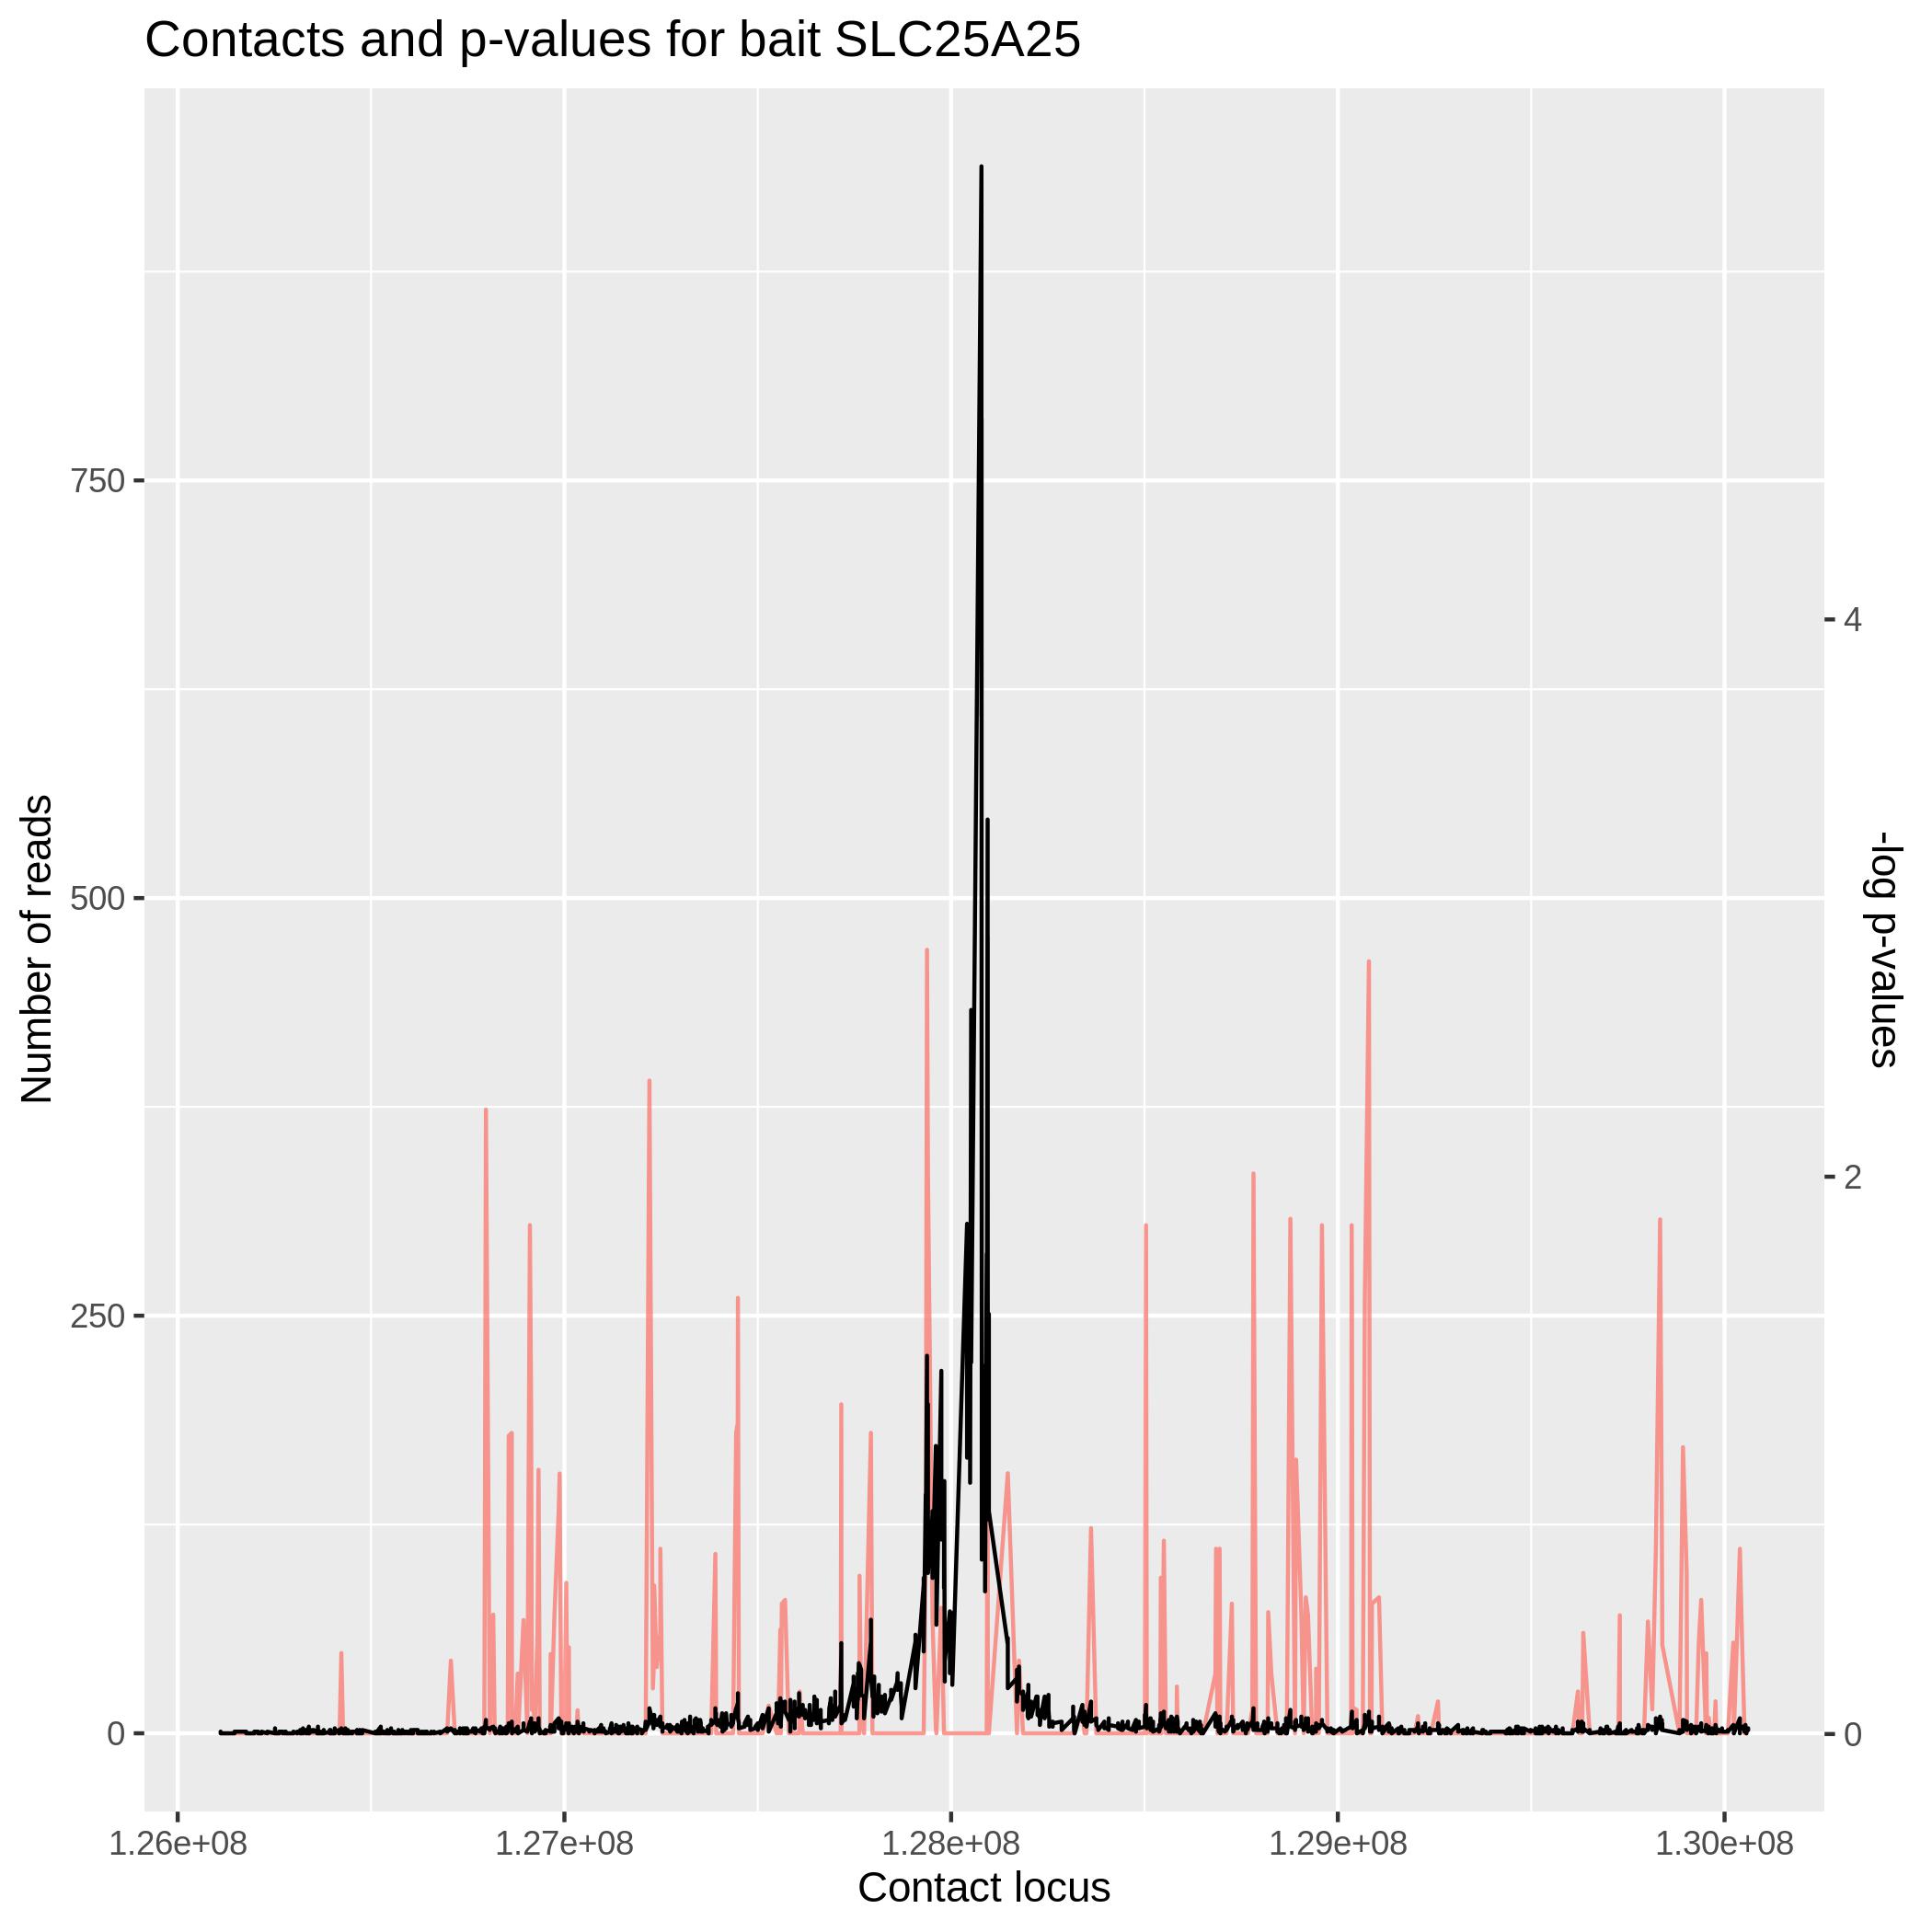 Contacts and p-values for bait SLC25A25
Number of reads
750
500
250
0
4
2
0
-log p-values
1.26e+08
1.27e+08
1.28e+08
1.29e+08
1.30e+08
Contact locus